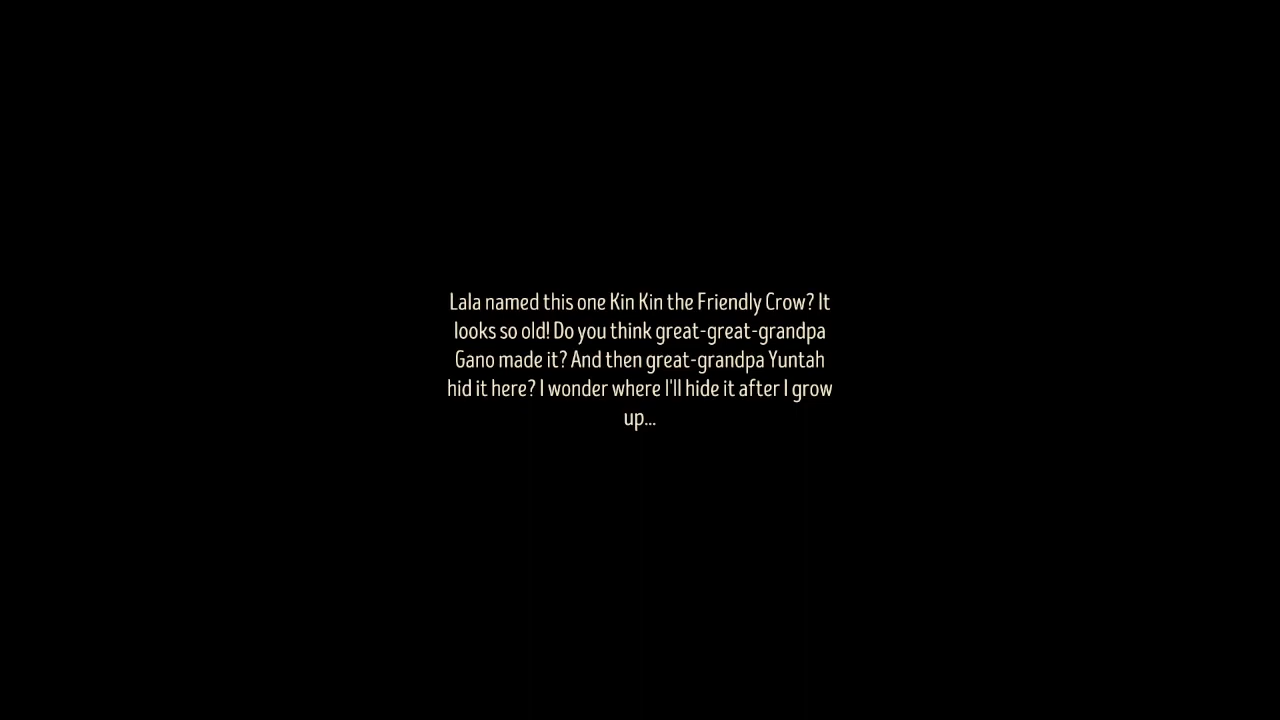 Lala named this one Kin Kin the Friendly Crow? It
looks so old! Do you think great-great-grandpa
Gano made it? And then great-grandpa Yuntah
hid it here? I wonder where I'll hide it after I grow
up...